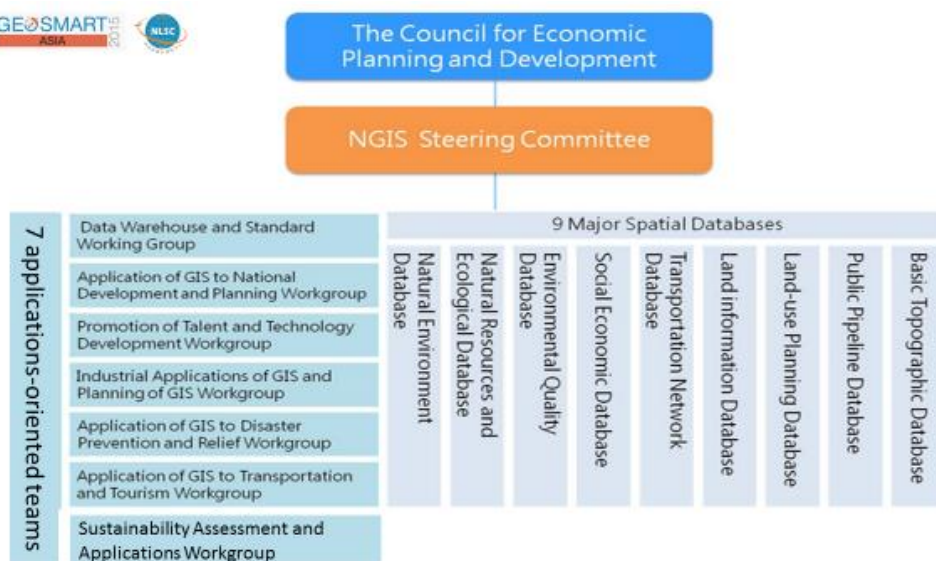 GEOSMART
ASIA
2015
NLSC
The Council for Economic
Planning and Development
NGIS Steering Committee
7 applications-oriented teams
Data Warehouse and Standard
Working Group
Application of GIS to National
Development and Planning Workgroup
Promotion of Talent and Technology
Development Workgroup
Industrial Applications of GIS and
Planning of GIS Workgroup
Application of GIS to Disaster
Prevention and Relief Workgroup
Application of GIS to Transportation
and Tourism Workgroup
Sustainability Assessment and
Applications Workgroup
9 Major Spatial Databases
Natural Environment
Database
Natural Resources and
Ecological Database
Environmental Quality
Database
Social Economic Database
Transportation Network
Database
Land information Database
Land-use Planning Database
Public Pipeline Database
Basic Topographic Database